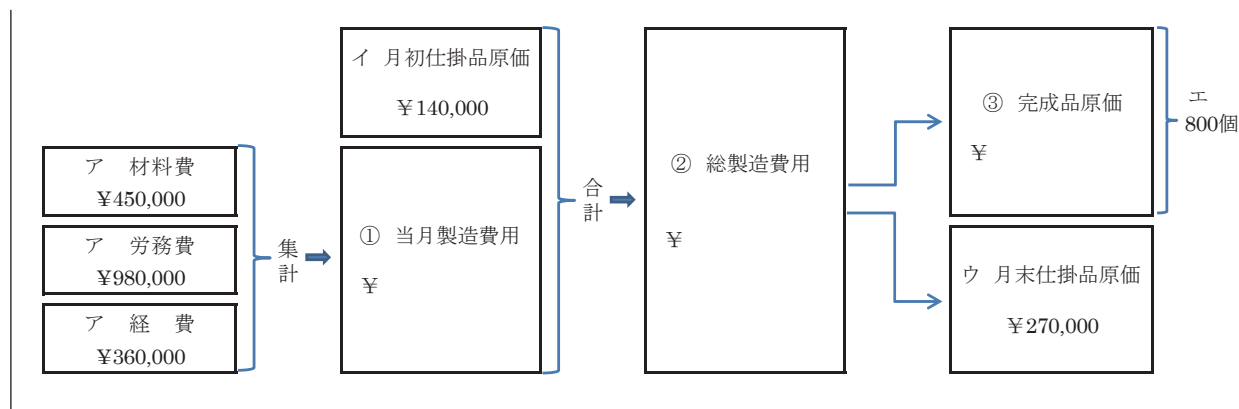 ア 材料費
¥450,000
ア 労務費
¥980,000
ア 経 費
¥360,000
集計
イ 月初仕掛品原価
¥140,000
① 当月製造費用
¥
合計
② 総製造費用
¥
③ 完成品原価
¥
エ
800個
ウ 月末仕掛品原価
¥270,000